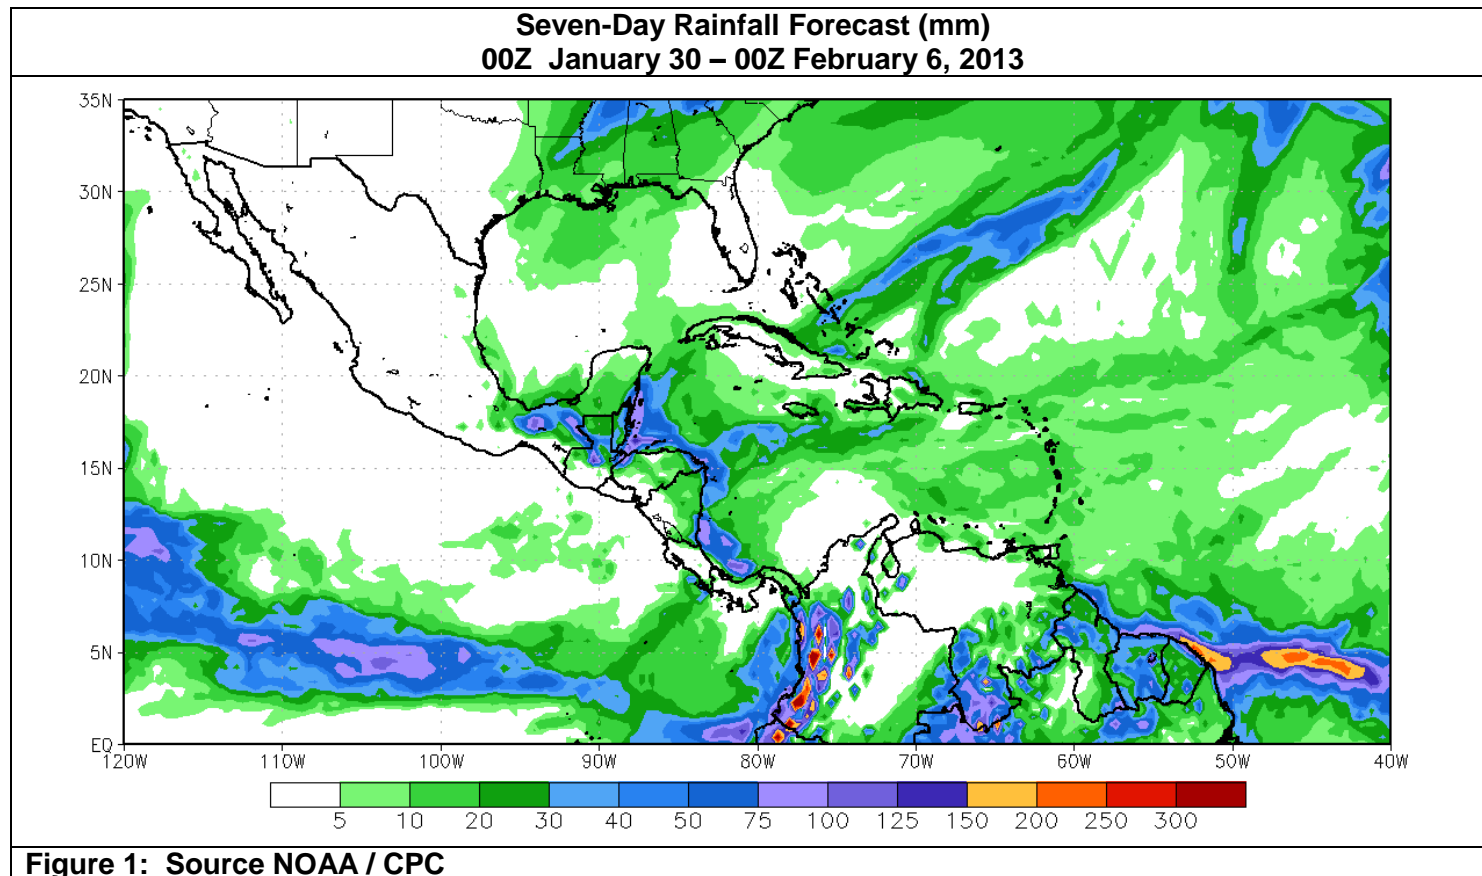 Seven-Day Rainfall Forecast (mm)
00Z  January 30 – 00Z February 6, 2013
35N
30N
25N
20N
15N
10N
5N
EQ
120W 110W 100W 90W 80W 70W 60W 50W 40W
5 10 20 30 40 50 75 100 125 150 200 250 300
Figure 1:  Source NOAA / CPC